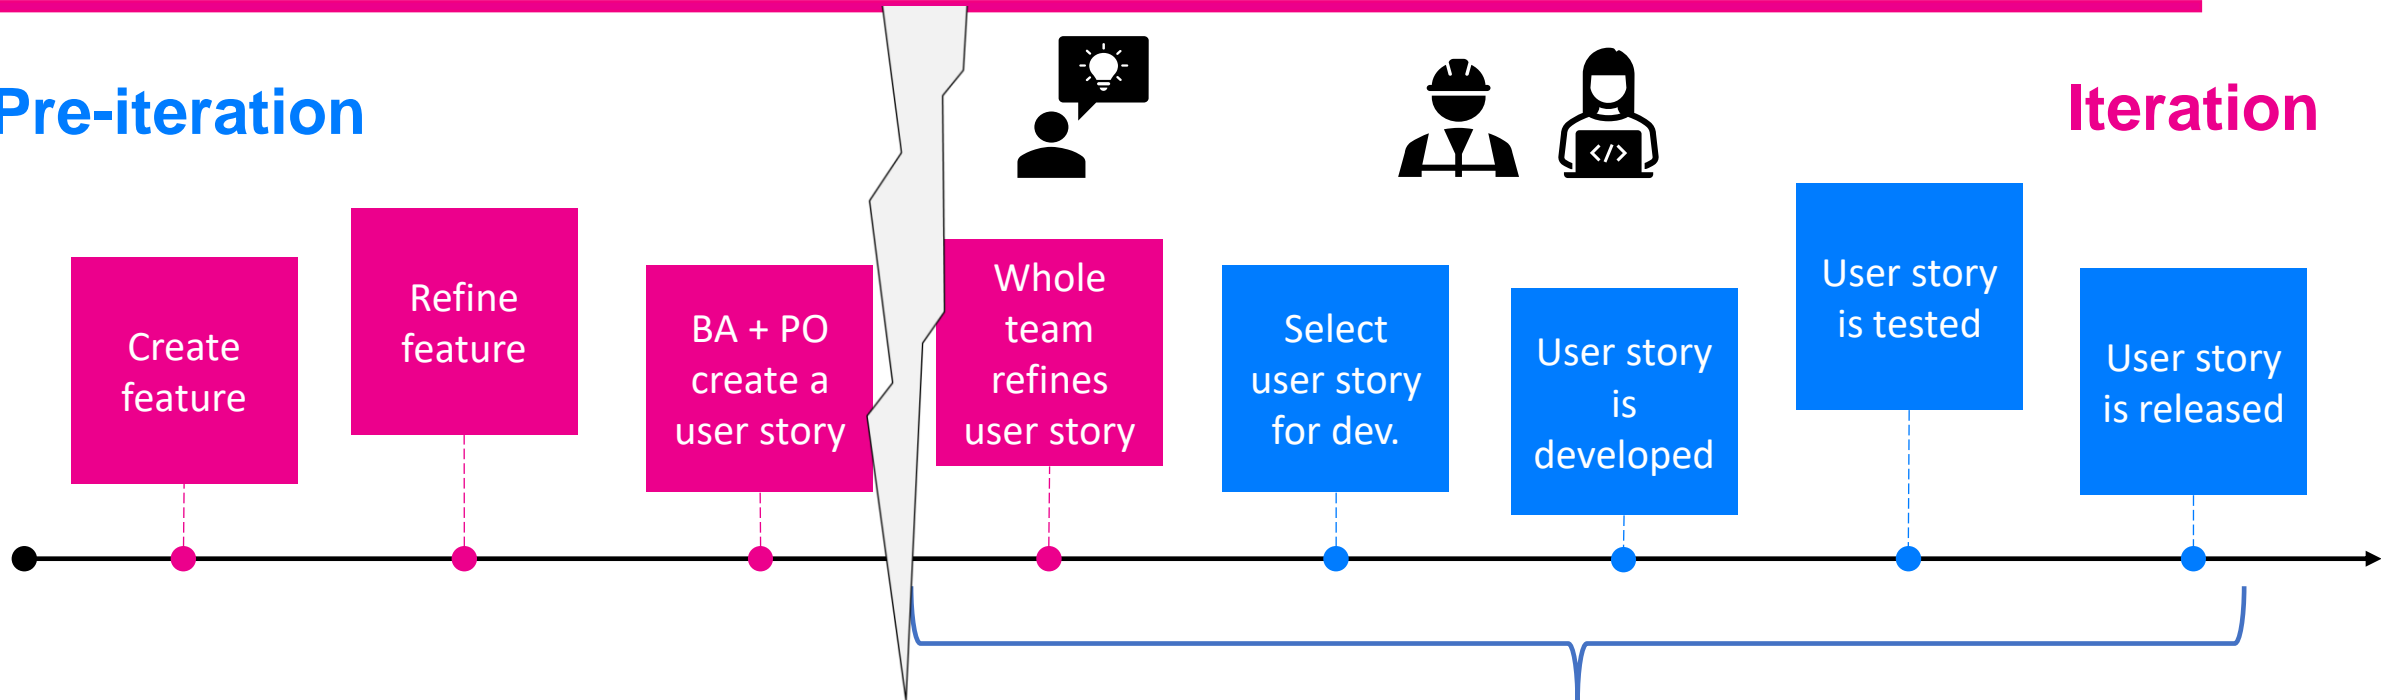 Pre-iteration
Iteration
Create
feature
Refine
feature
BA + PO
create a
user story
Whole
team
refines
user story
Select
user story
for dev.
User story
is
developed
User story
is tested
User story
is released